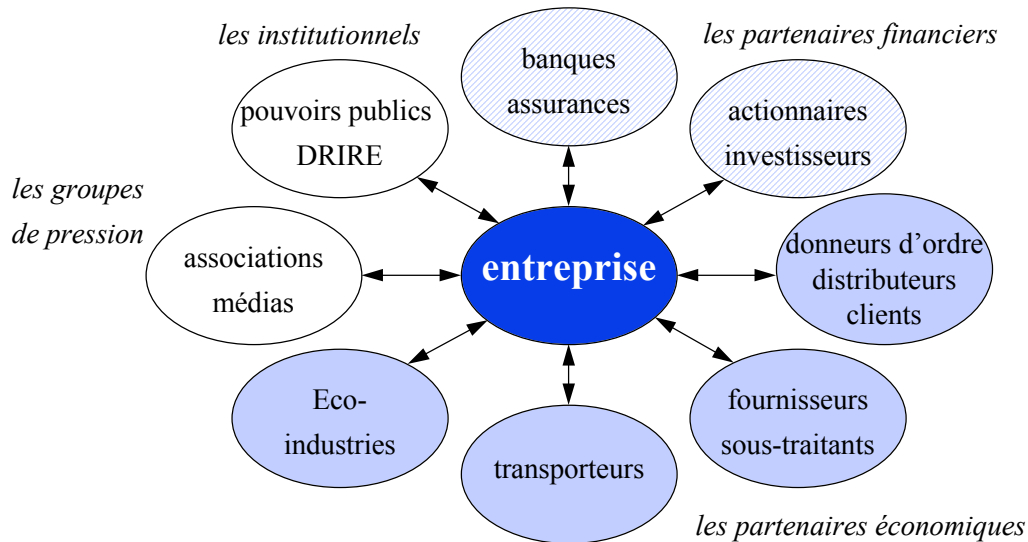 les institutionnels
banques
assurances
les partenaires financiers
pouvoirs publics
DRIRE
actionnaires
investisseurs
les groupes
de pression
associations
médias
entreprise
donneurs d’ordre
distributeurs
clients
Eco-
industries
transporteurs
fournisseurs
sous-traitants
les partenaires économiques